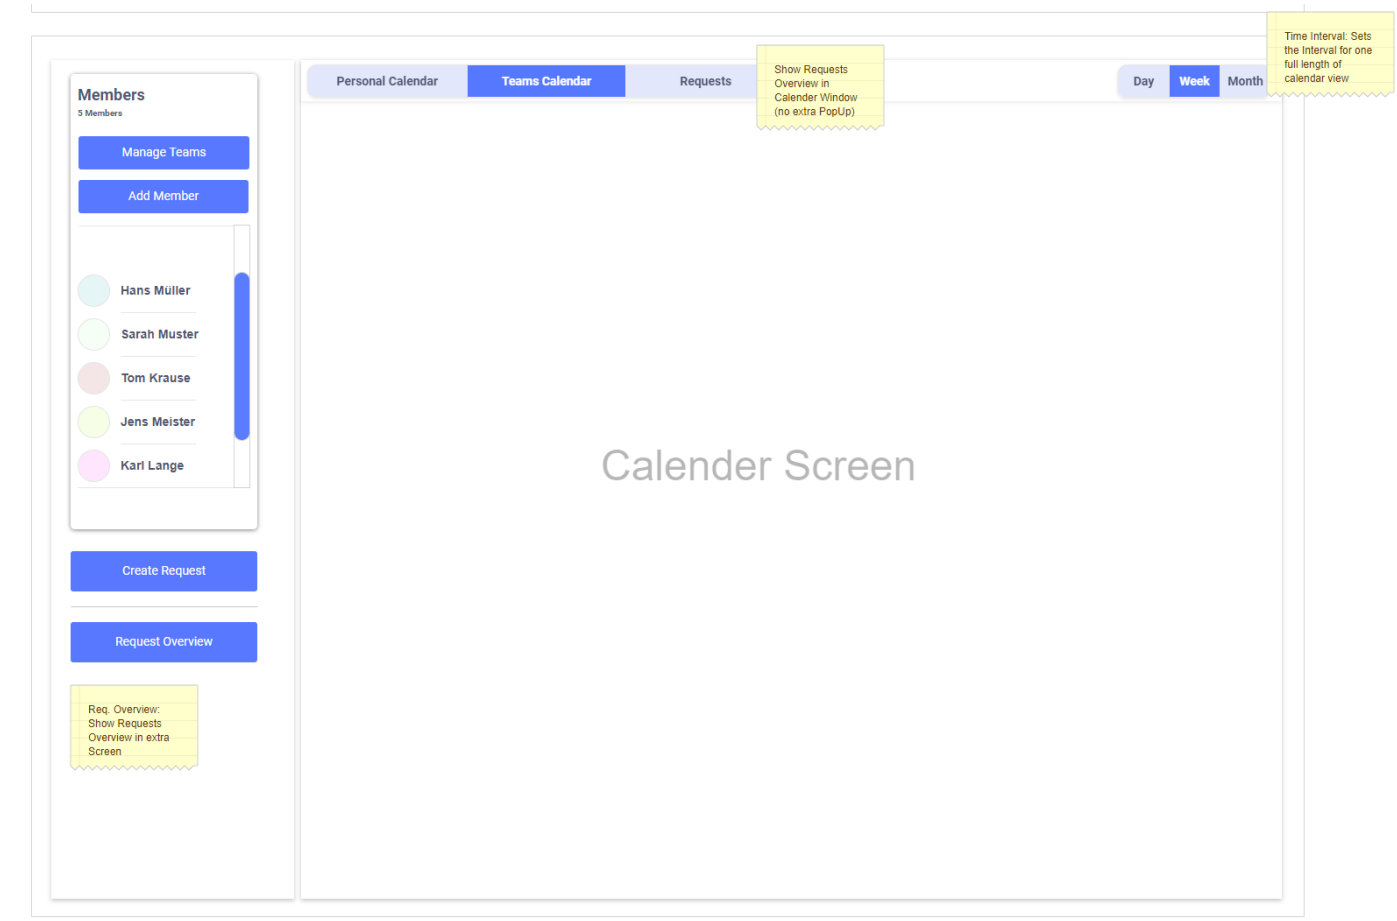 Members
5 Members
Manage Teams
Add Member
Hans Müller
Sarah Muster
Tom Krause
Jens Meister
Karl Lange
Create Request
Request Overview
Req. Overview:
Show Requests
Overview in extra
Screen
Personal Calendar
Teams Calendar
Requests
Show Requests
Overview in
Calender Window
(no extra PopUp)
Day
Week
Month
Time Interval: Sets
the Interval for one
full length of
calendar view
Calender Screen